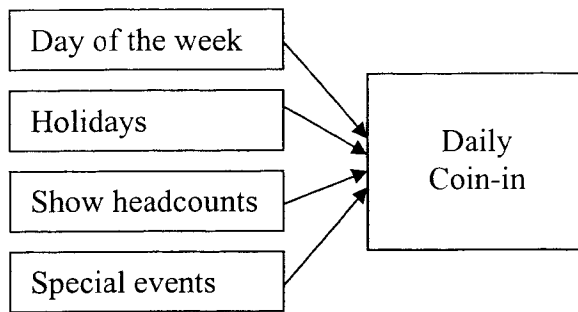 Day of the week
Holidays
Show headcounts
Special events
Daily
Coin-in